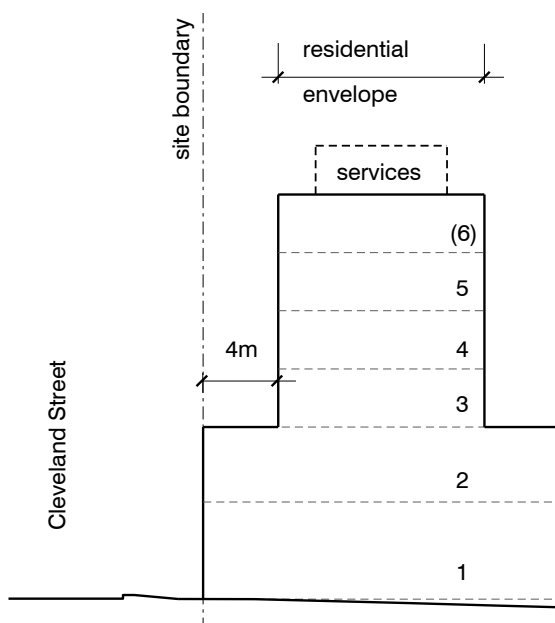 residential
envelope
site boundary
services
(6)
5
4m
4
3
Cleveland Street
2
1